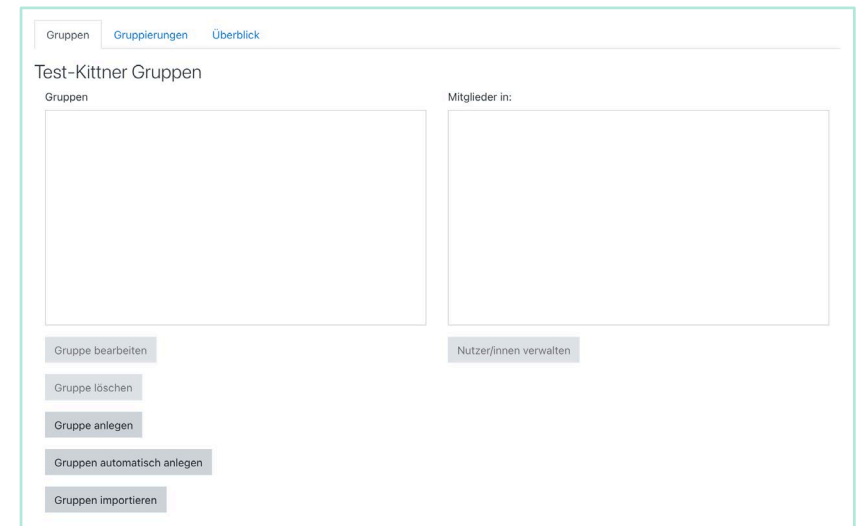 Gruppen Gruppierungen Überblick
Test-Kittner Gruppen
Gruppen
Mitglieder in:
Gruppe bearbeiten
Nutzer/innen verwalten
Gruppe löschen
Gruppe anlegen
Gruppen automatisch anlegen
Gruppen importieren